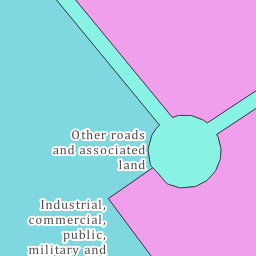 Other roads
and associated
land
Industrial,
commercial,
public,
military and